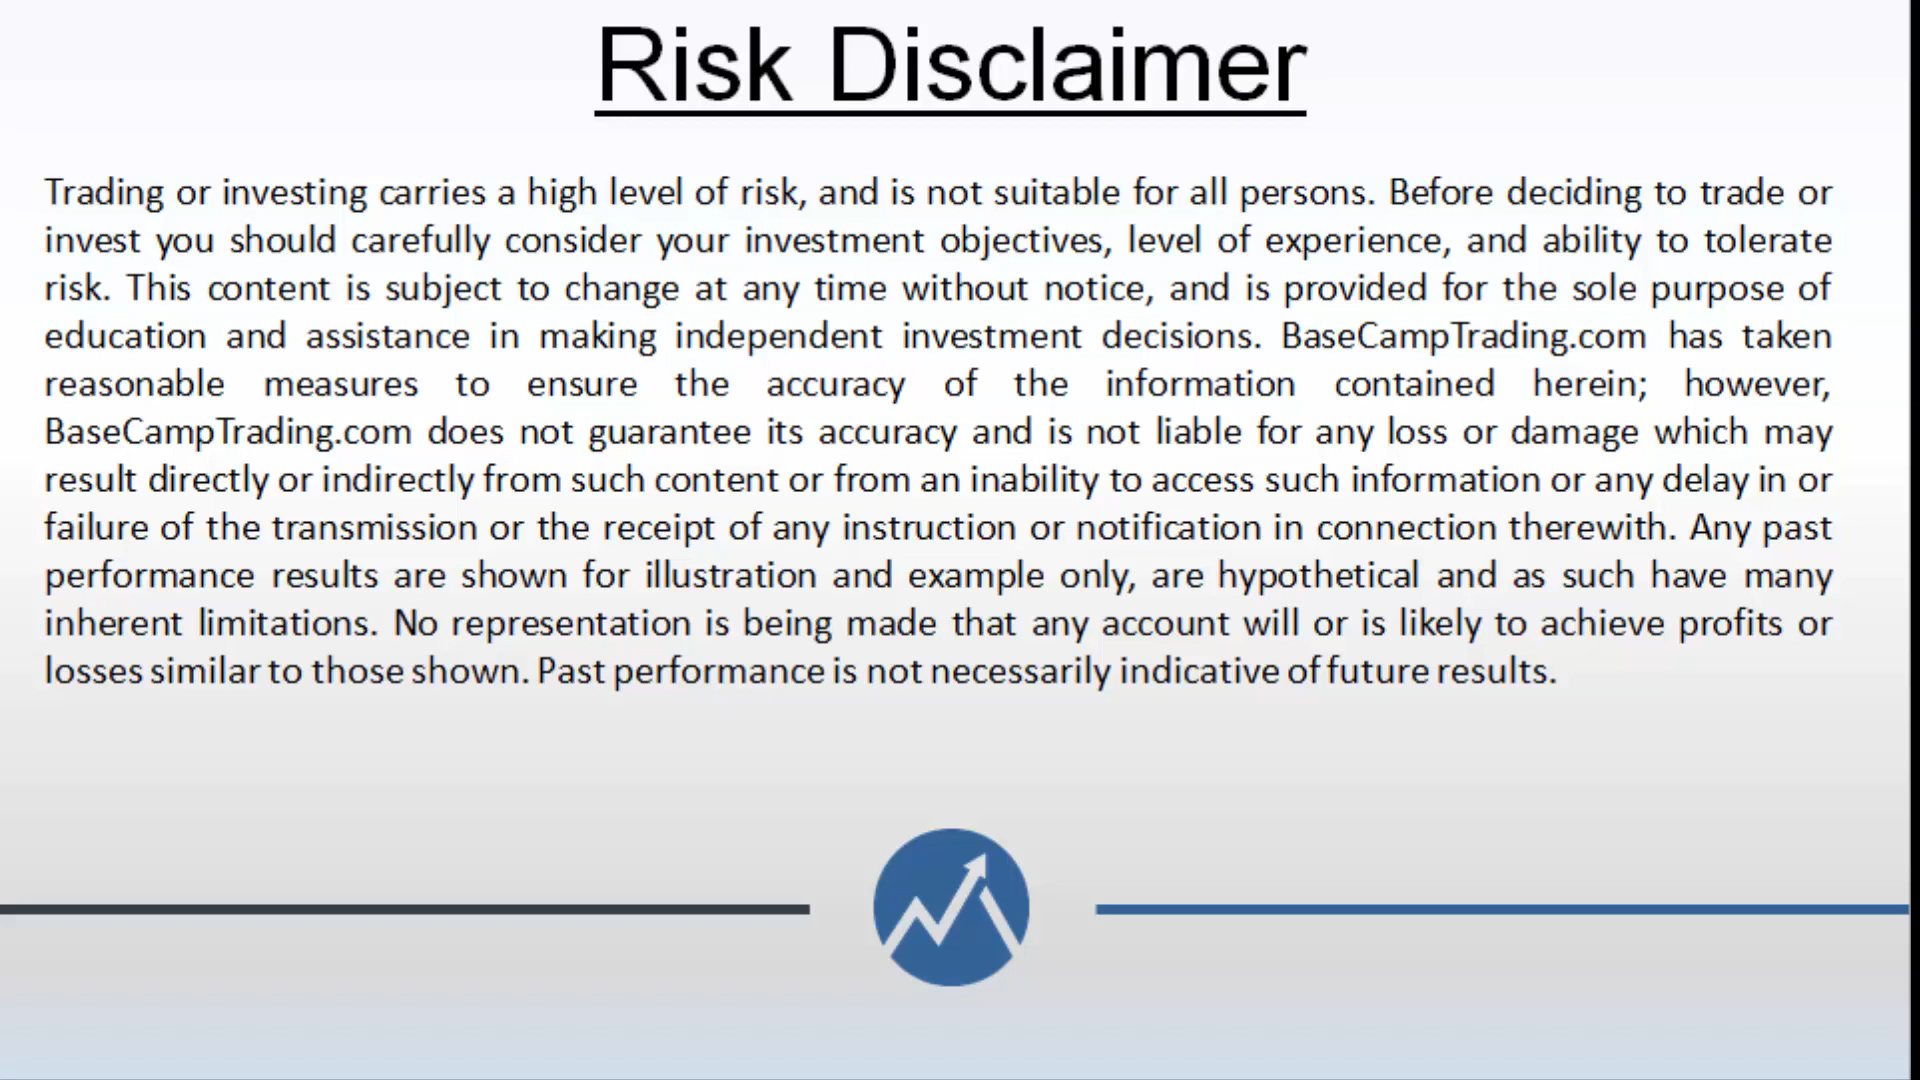 Risk Disclaimer
Trading or investing carries a high level of risk, and is not suitable for all persons. Before deciding to trade or
invest you should carefully consider your investment objectives, level of experience, and ability to tolerate
risk. This content is subject to change at any time without notice, and is provided for the sole purpose of
education and assistance in making independent investment decisions. BaseCampTrading.com has taken
reasonable measures to ensure the accuracy of the information contained herein; however,
BaseCampTrading.com does not guarantee its accuracy and is not liable for any loss or damage which may
result directly or indirectly from such content or from an inability to access such information or any delay in or
failure of the transmission or the receipt of any instruction or notification in connection therewith. Any past
performance results are shown for illustration and example only, are hypothetical and as such have many
inherent limitations. No representation is being made that any account will or is likely to achieve profits or
losses similar to those shown. Past performance is not necessarily indicative of future results.